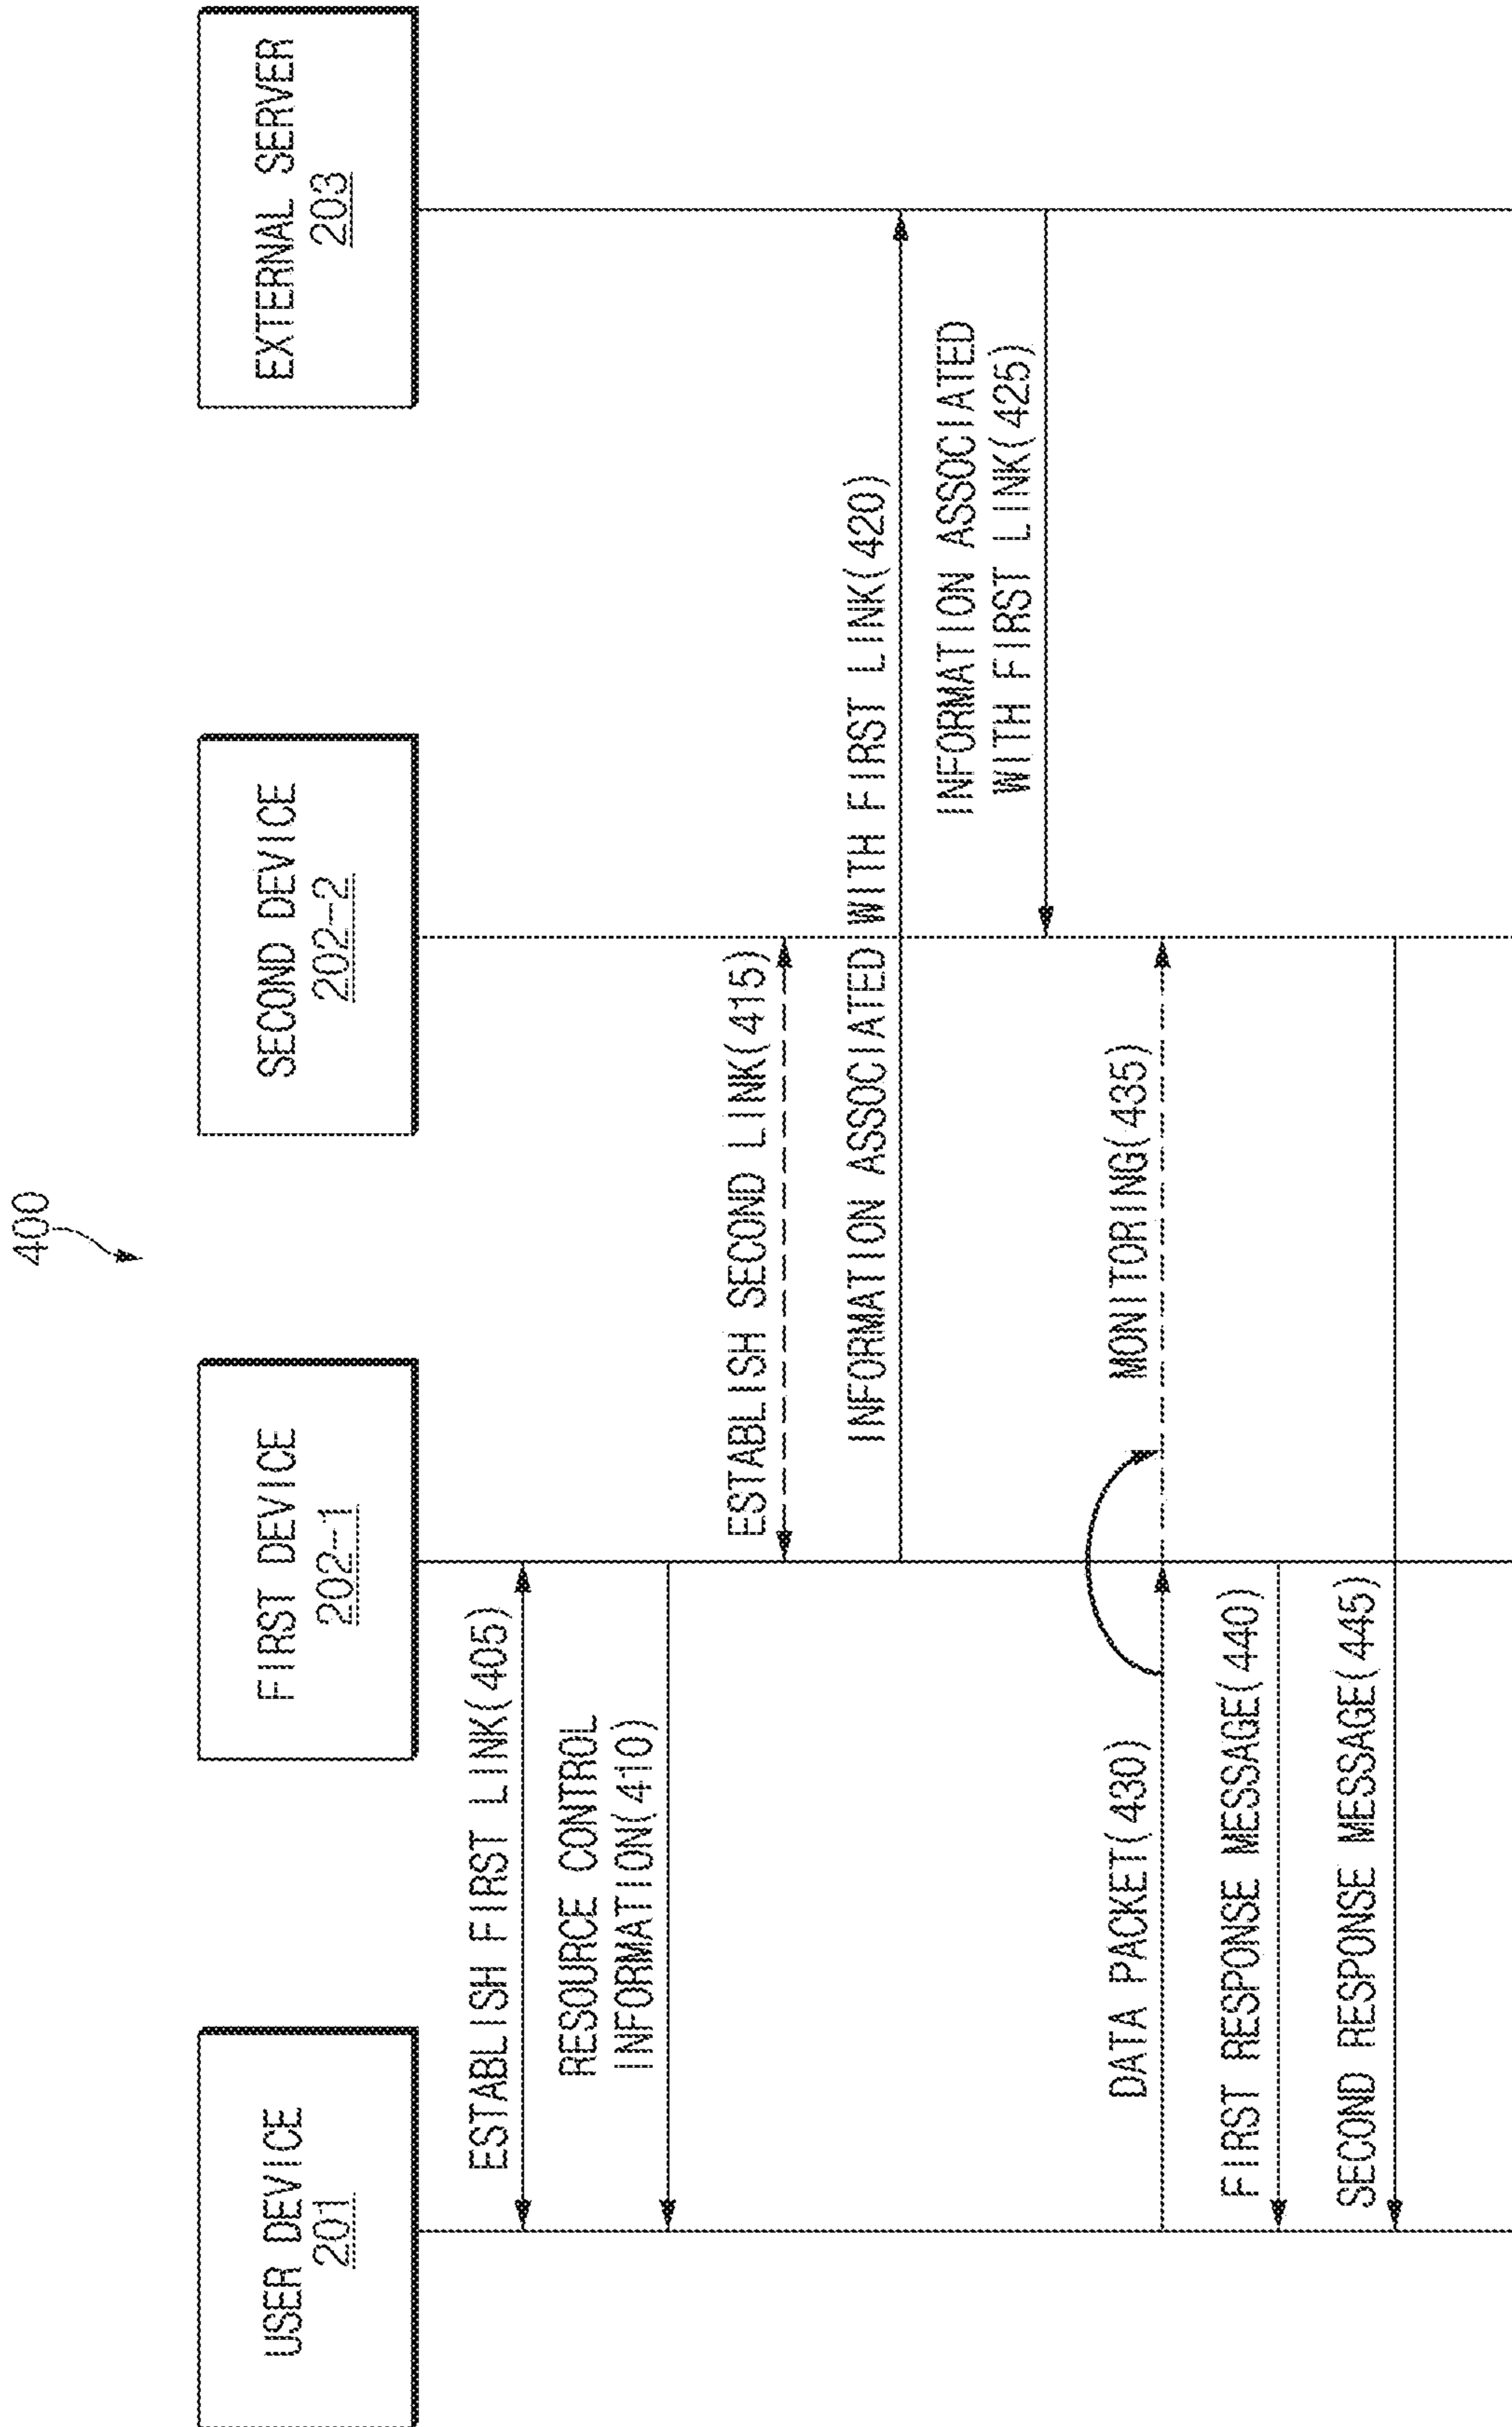 400
USER DEVICE
201
FIRST DEVICE
202-1
SECOND DEVICE
202-2
EXTERNAL SERVER
203
ESTABLISH FIRST LINK(405)
RESOURCE CONTROL
INFORMATION(410)
ESTABLISH SECOND LINK(415)
INFORMATION ASSOCIATED WITH FIRST LINK(420)
INFORMATION ASSOCIATED
WITH FIRST LINK(425)
DATA PACKET(430)
MONITORING(435)
FIRST RESPONSE MESSAGE(440)
SECOND RESPONSE MESSAGE(445)